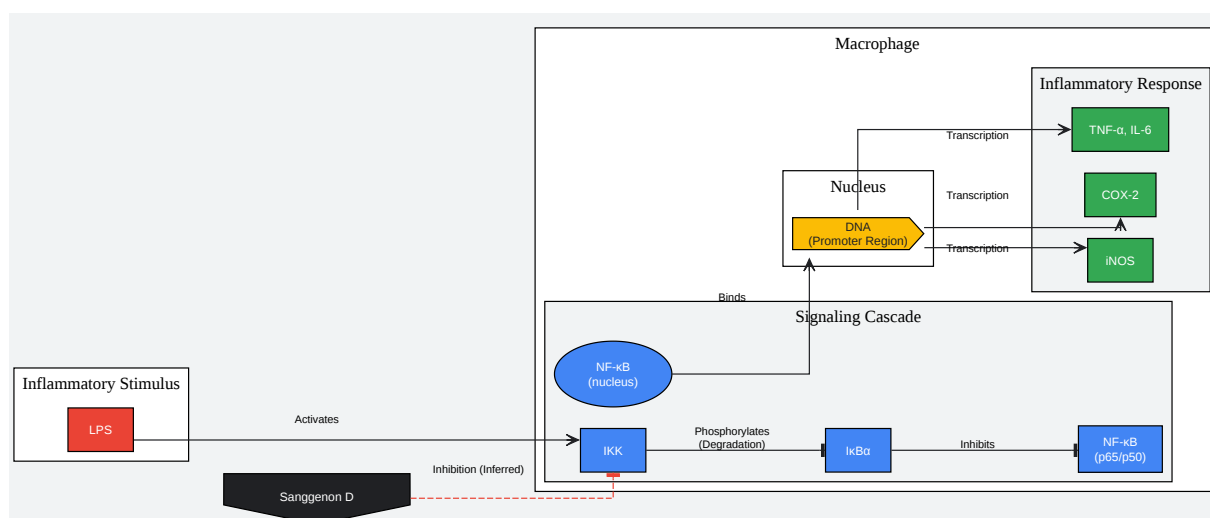 Macrophage
Inflammatory Response
TNF-α, IL-6
Transcription
Nucleus
Transcription
COX-2
DNA
(Promoter Region)
Transcription
iNOS
Binds
Signaling Cascade
NF-κB
(nucleus)
Inflammatory Stimulus
LPS
Activates
IKK
Phosphorylates
(Degradation)
IκBα
Inhibits
NF-κB
(p65/p50)
Inhibition (Inferred)
Sanggenon D